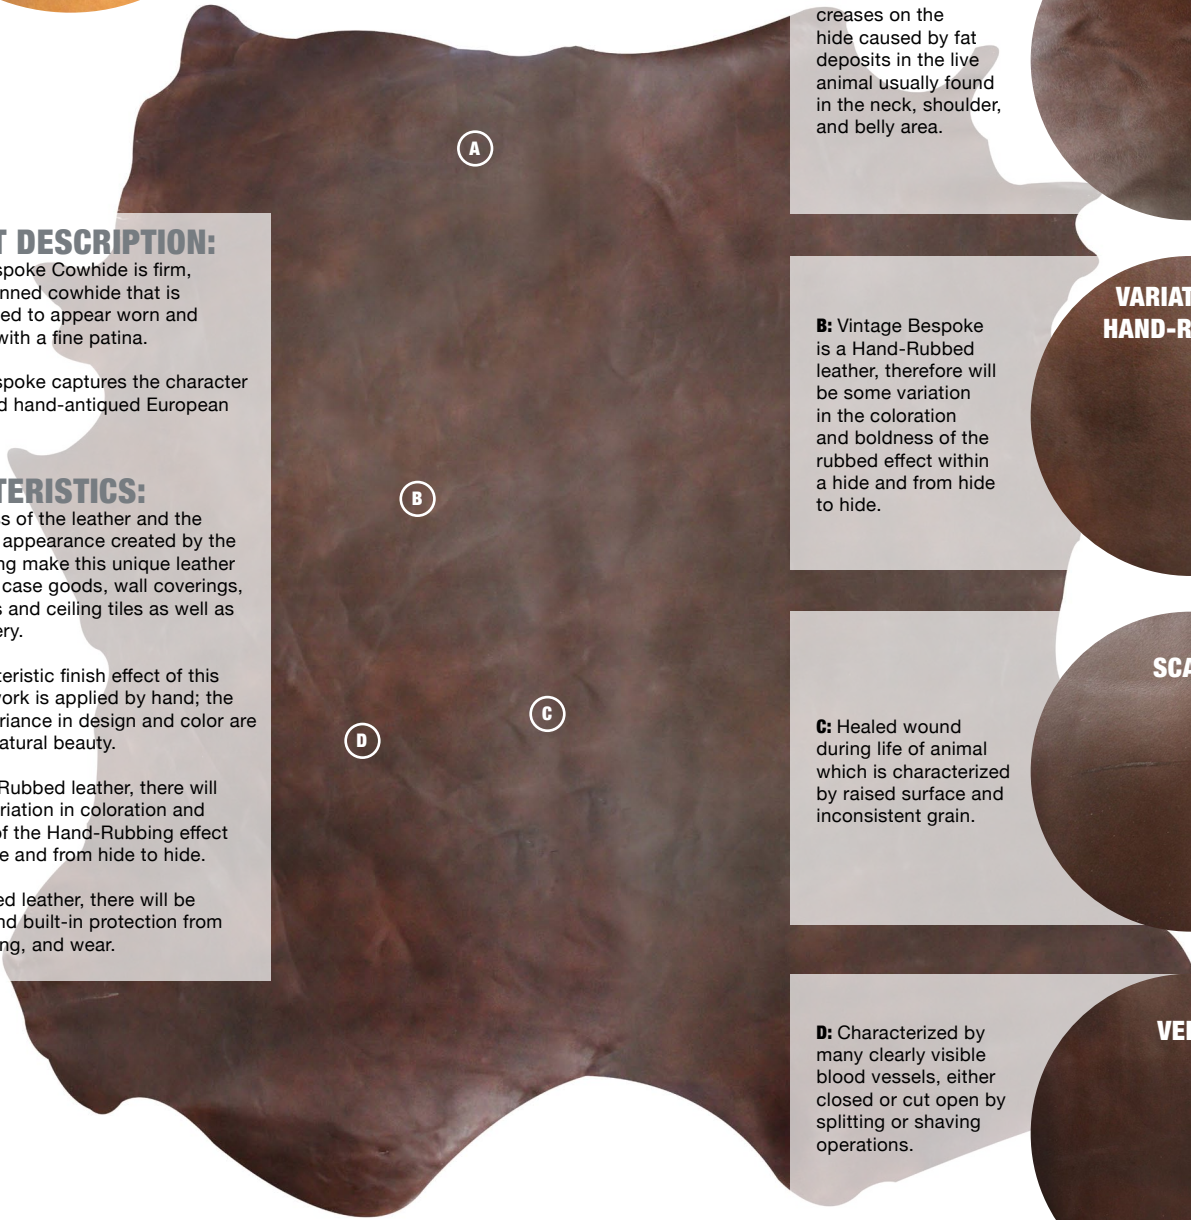 T DESCRIPTION:
spoke Cowhide is firm,
nned cowhide that is
ed to appear worn and
with a fine patina.
spoke captures the character
d hand-antiqued European
TERISTICS:
s of the leather and the
appearance created by the
ng make this unique leather
case goods, wall coverings,
s and ceiling tiles as well as
ery.
teristic finish effect of this
work is applied by hand; the
riance in design and color are
atural beauty.
Rubbed leather, there will
riation in coloration and
of the Hand-Rubbing effect
e and from hide to hide.
ed leather, there will be
nd built-in protection from
ng, and wear.
A
B
C
D
creases on the
hide caused by fat
deposits in the live
animal usually found
in the neck, shoulder,
and belly area.
B: Vintage Bespoke
is a Hand-Rubbed
leather, therefore will
be some variation
in the coloration
and boldness of the
rubbed effect within
a hide and from hide
to hide.
VARIAT
HAND-R
C: Healed wound
during life of animal
which is characterized
by raised surface and
inconsistent grain.
SCA
D: Characterized by
many clearly visible
blood vessels, either
closed or cut open by
splitting or shaving
operations.
VEI